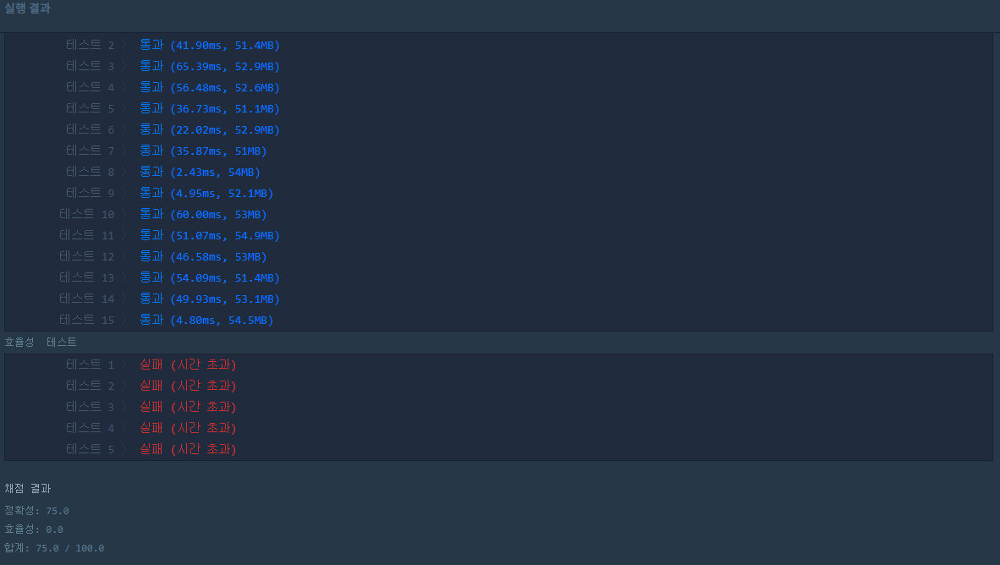 실행 결과
테스트 2 〉 통과 (41.90ms, 51.4MB)
테스트 3 〉 통과 (65.39ms, 52.9MB)
테스트 4 〉 통과 (56.48ms, 52.6MB)
테스트 5 〉 통과 (36.73ms, 51.1MB)
테스트 6 〉 통과 (22.02ms, 52.9MB)
테스트 7 〉 통과 (35.87ms, 51MB)
테스트 8 〉 통과 (2.43ms, 54MB)
테스트 9 〉 통과 (4.95ms, 52.1MB)
테스트 10 〉 통과 (60.00ms, 53MB)
테스트 11 〉 통과 (51.07ms, 54.9MB)
테스트 12 〉 통과 (46.58ms, 53MB)
테스트 13 〉 통과 (54.09ms, 51.4MB)
테스트 14 〉 통과 (49.93ms, 53.1MB)
테스트 15 〉 통과 (4.80ms, 54.5MB)
효율성 테스트
테스트 1 〉 실패 (시간 초과)
테스트 2 〉 실패 (시간 초과)
테스트 3 〉 실패 (시간 초과)
테스트 4 〉 실패 (시간 초과)
테스트 5 〉 실패 (시간 초과)
채점 결과
정확성: 75.0
효율성: 0.0
합계: 75.0 / 100.0